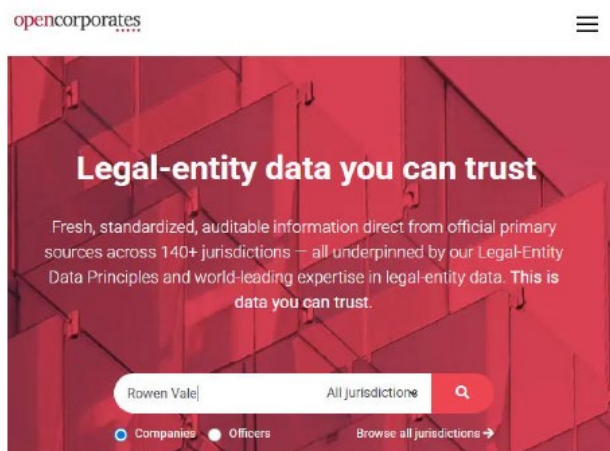 opencorporates
Legal-entity data you can trust
Fresh, standardized, auditable information direct from official primary
sources across 140+ jurisdictions — all underpinned by our Legal-Entity
Data Principles and world-leading expertise in legal-entity data. This is
data you can trust.
Rowen Vale All jurisdictions
Companies Officers Browse all jurisdictions →